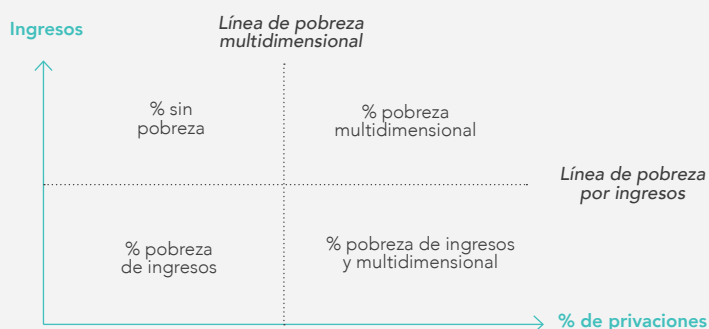 Ingresos
Línea de pobreza
multidimensional
% sin
pobreza
% pobreza
multidimensional
Línea de pobreza
por ingresos
% pobreza
de ingresos
% pobreza de ingresos
y multidimensional
% de privaciones